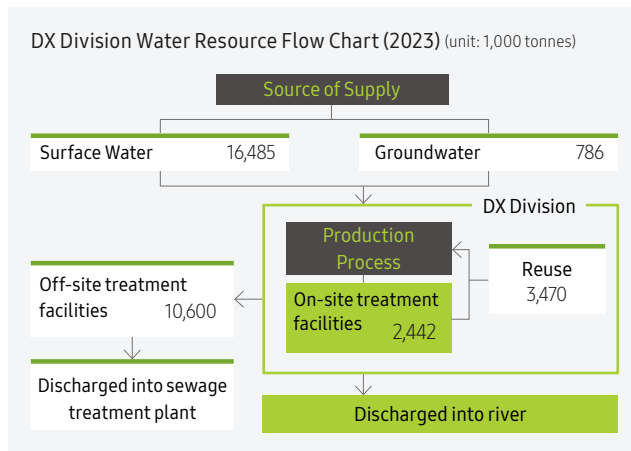 DX Division Water Resource Flow Chart (2023) (unit: 1,000 tonnes)
Source of Supply
Surface Water 16,485
Groundwater 786
DX Division
Production
Process
Reuse
3,470
On-site treatment
facilities 2,442
Off-site treatment
facilities 10,600
Discharged into sewage
treatment plant
Discharged into river